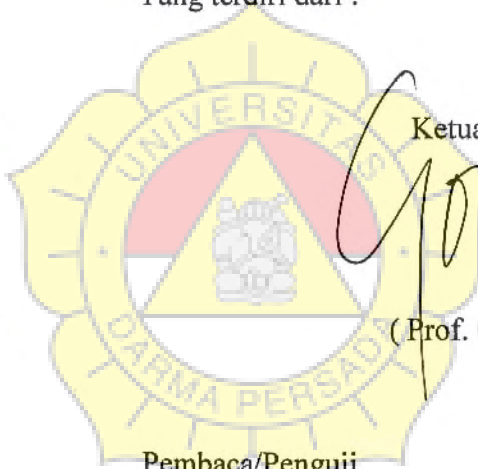 Yang terdiri dari :
Ketua
UNIVERSITAS
( Prof.
DARMA PERSADA
Pembaca/Penguji